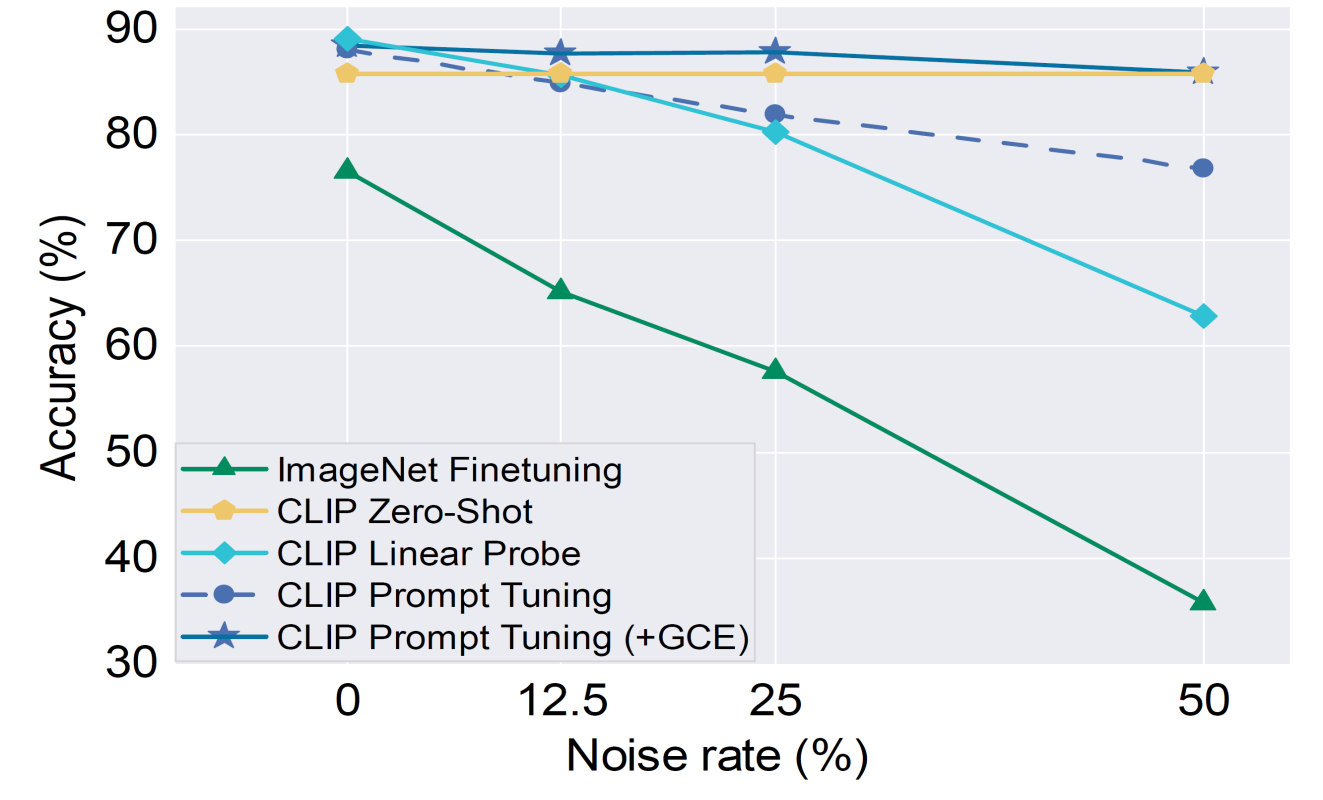 90
80
70
60
50
40
30
Accuracy (%)
ImageNet Finetuning
CLIP Zero-Shot
CLIP Linear Probe
CLIP Prompt Tuning
CLIP Prompt Tuning (+GCE)
0 12.5 25 50
Noise rate (%)